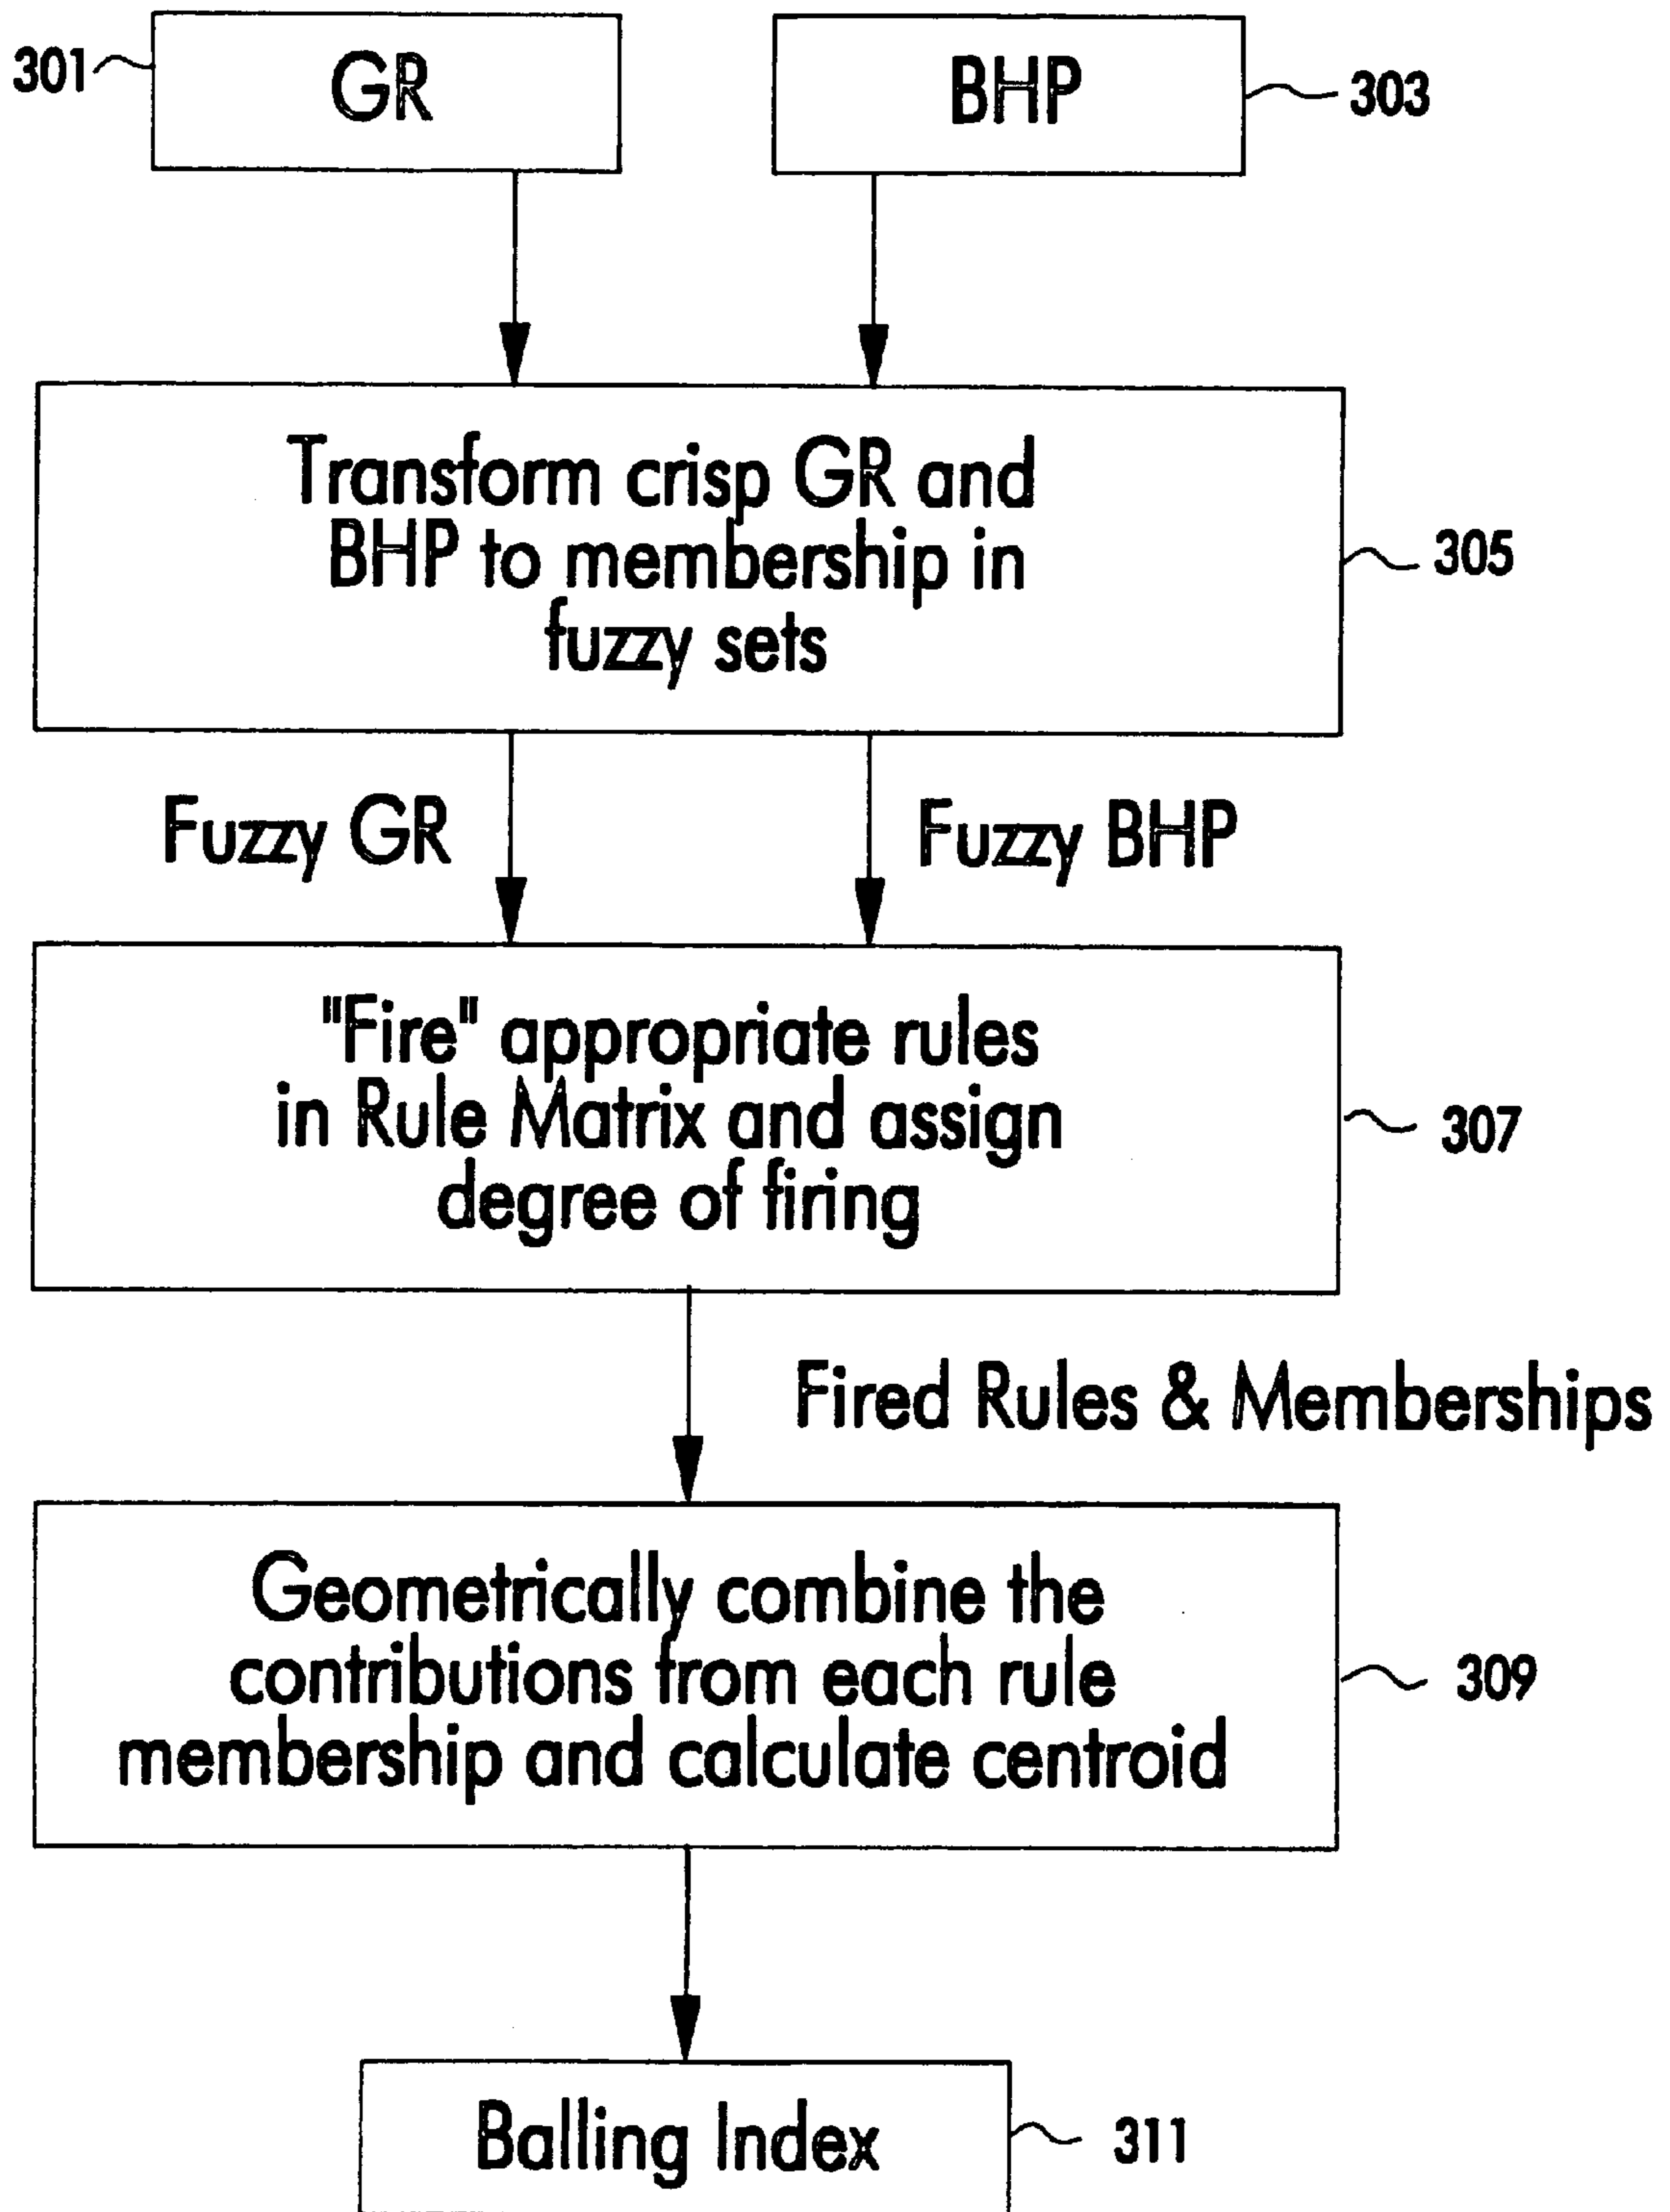 301
GR
BHP
303
Transform crisp GR and
BHP to membership in
fuzzy sets
305
Fuzzy GR
Fuzzy BHP
"Fire" appropriate rules
in Rule Matrix and assign
degree of firing
307
Fired Rules & Memberships
Geometrically combine the
contributions from each rule
membership and calculate centroid
309
Balling Index
311